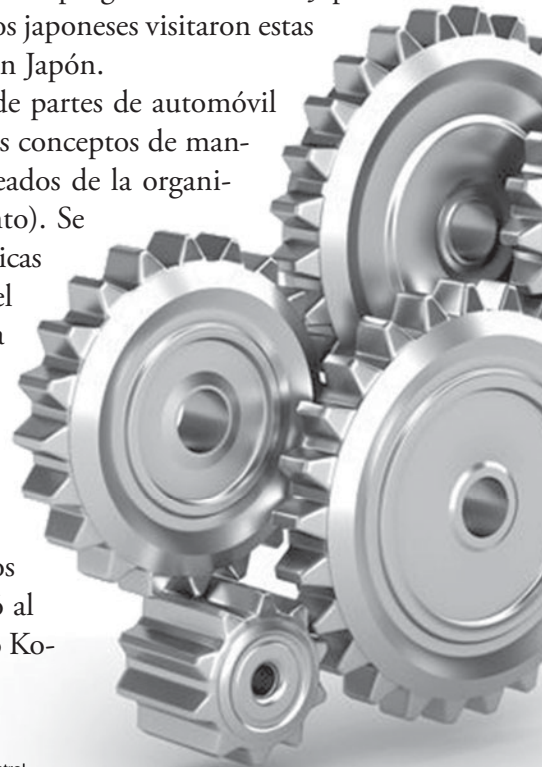 os japoneses visitaron estas
n Japón.
de partes de automóvil
s conceptos de man-
eados de la organi-
nto). Se
icas
el
a
os
o al
o Ko-